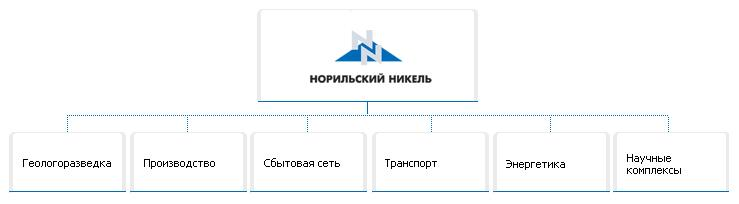 НОРИЛЬСКИЙ НИКЕЛЬ
Геологоразведка
Производство
Сбытовая сеть
Транспорт
Энергетика
Научные
комплексы